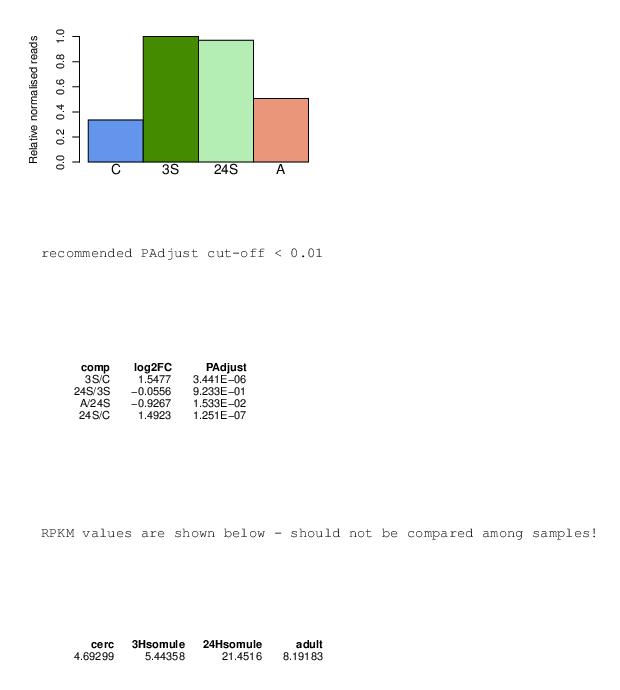 Relative normalised reads
1.0
0.8
0.6
0.4
0.2
0.0
C 3S 24S A
recommended PAdjust cut-off < 0.01
comp log2FC PAdjust
3S/C 1.5477 3.441E−06
24S/3S −0.0556 9.233E−01
A/24S −0.9267 1.533E−02
24S/C 1.4923 1.251E−07
RPKM values are shown below - should not be compared among samples!
cerc 3Hsomule 24Hsomule adult
4.69299 5.44358 21.4516 8.19183